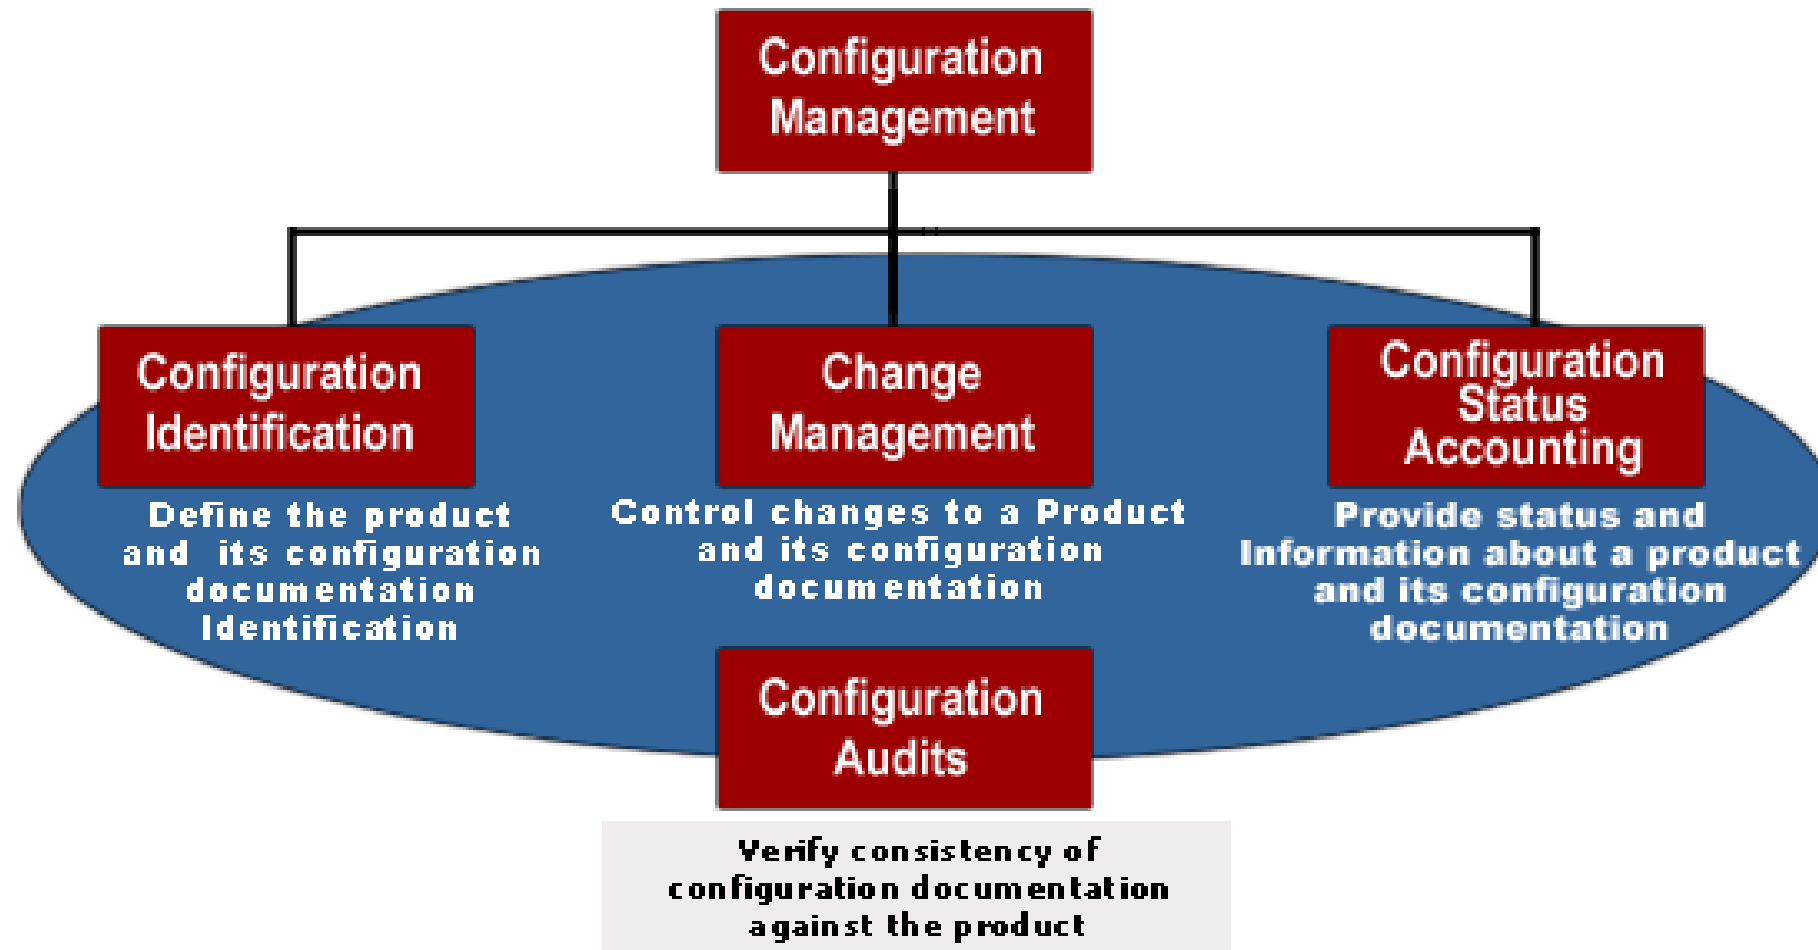 Configuration
Management
Configuration
Identification
Define the product
and its configuration
documentation
Identification
Change
Management
Control changes to a Product
and its configuration
documentation
Configuration
Status
Accounting
Provide status and
Information about a product
and its configuration
documentation
Configuration
Audits
Verify consistency of
configuration documentation
against the product